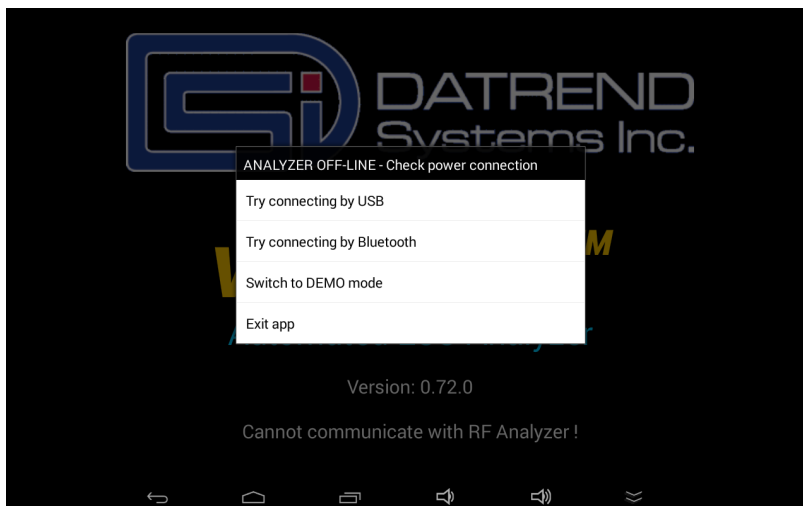 DATREND
Systems Inc.
ANALYZER OFF-LINE - Check power connection
Try connecting by USB
Try connecting by Bluetooth
Switch to DEMO mode
Exit app
Version: 0.72.0
Cannot communicate with RF Analyzer !